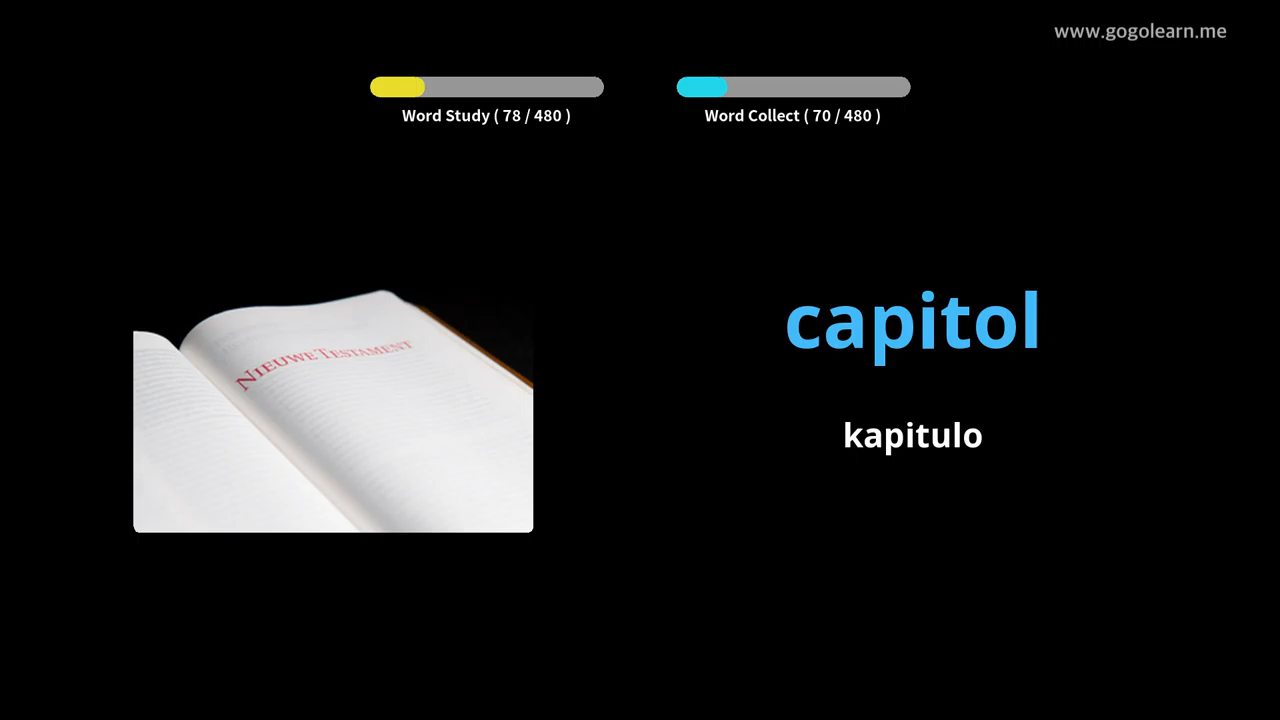 www.gogolearn.me
Word Study ( 78 / 480 )
Word Collect ( 70 / 480 )
NIEUWE TESTAMENT
capitol
kapitulo